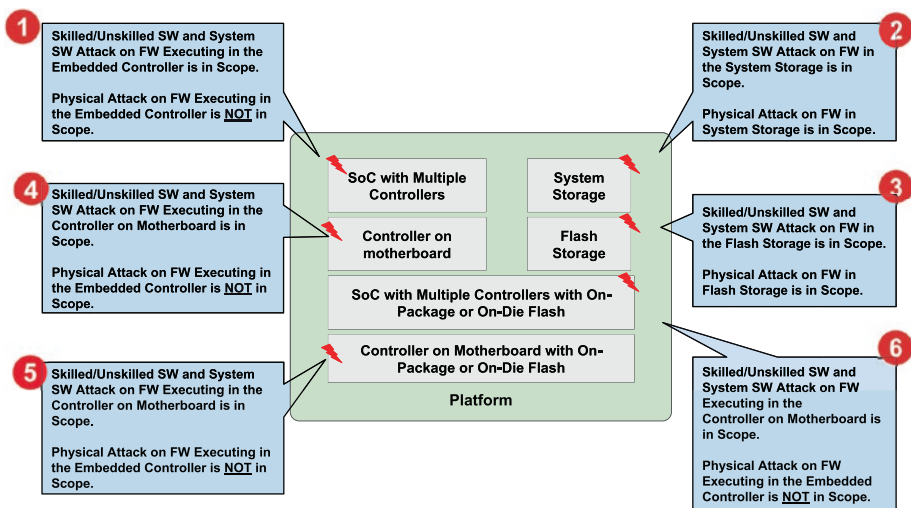 1
Skilled/Unskilled SW and System
SW Attack on FW Executing in the
Embedded Controller is in Scope.
Physical Attack on FW Executing in
the Embedded Controller is NOT in
Scope.
2
Skilled/Unskilled SW and
System SW Attack on FW in
the System Storage is in
Scope.
Physical Attack on FW in
System Storage is in Scope.
4
Skilled/Unskilled SW and System
SW Attack on FW Executing in the
Controller on Motherboard is in
Scope.
Physical Attack on FW Executing in
the Embedded Controller is NOT in
Scope.
3
Skilled/Unskilled SW and
System SW Attack on FW in
the Flash Storage is in Scope.
Physical Attack on FW in
Flash Storage is in Scope.
SoC with Multiple
Controllers
System
Storage
Controller on
motherboard
Flash
Storage
SoC with Multiple Controllers with On-
Package or On-Die Flash
Controller on Motherboard with On-
Package or On-Die Flash
Platform
5
Skilled/Unskilled SW and System
SW Attack on FW Executing in the
Controller on Motherboard is in
Scope.
Physical Attack on FW Executing in
the Embedded Controller is NOT in
Scope.
6
Skilled/Unskilled SW and
System SW Attack on FW
Executing in the
Controller on Motherboard is
in Scope.
Physical Attack on FW
Executing in the Embedded
Controller is NOT in Scope.